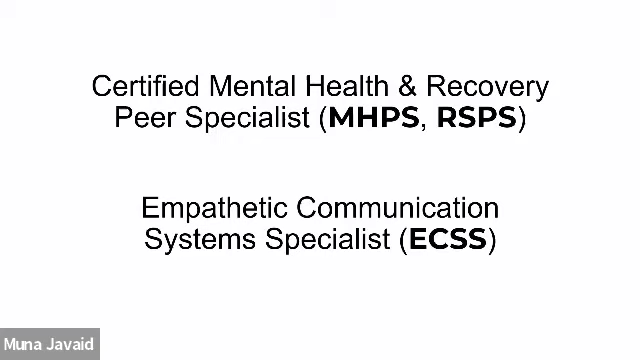 Certified Mental Health & Recovery
Peer Specialist (MHPS, RSPS)
Empathetic Communication
Systems Specialist (ECSS)
Muna Javaid